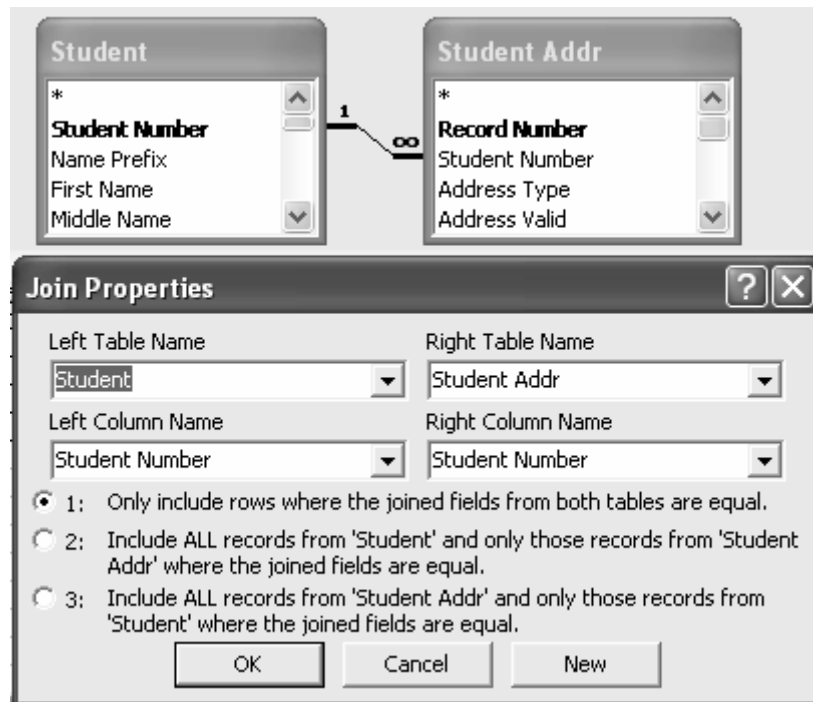 Student
*
Student Number
Name Prefix
First Name
Middle Name
1
∞
Student Addr
*
Record Number
Student Number
Address Type
Address Valid
Join Properties
?
Left Table Name
Right Table Name
Student
Student Addr
Left Column Name
Right Column Name
Student Number
Student Number
1: Only include rows where the joined fields from both tables are equal.
2: Include ALL records from 'Student' and only those records from 'Student
Addr' where the joined fields are equal.
3: Include ALL records from 'Student Addr' and only those records from
'Student' where the joined fields are equal.
OK
Cancel
New